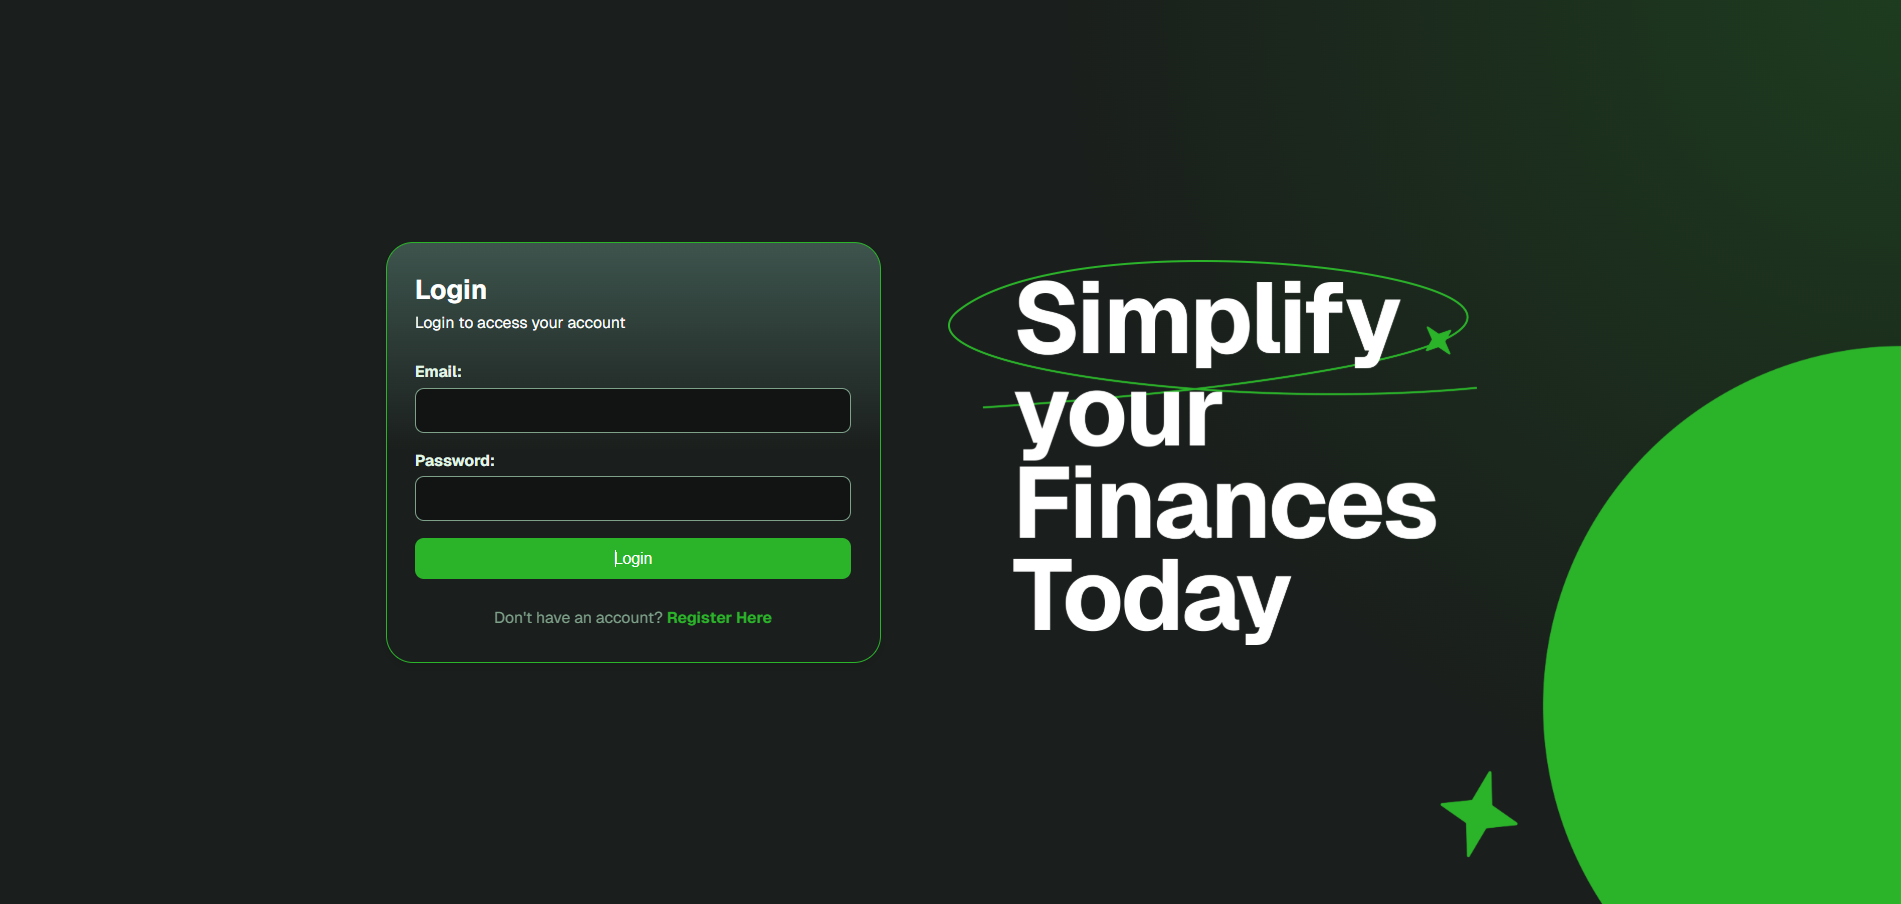 Login
Login to access your account
Email:
Password:
Login
Don't have an account? Register Here
Simplify
your
Finances
Today